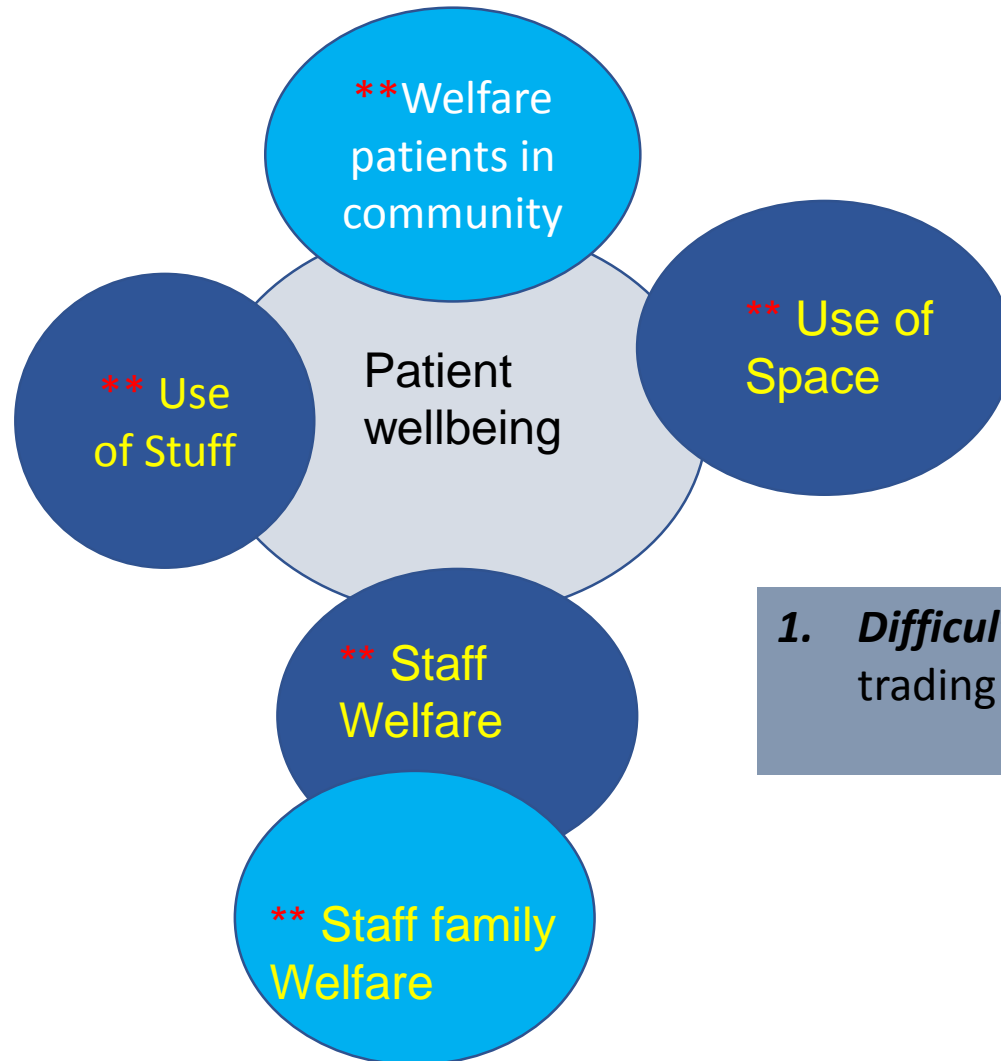 **Welfare
patients in
community
** Use of
Space
Patient
wellbeing
** Use
of Stuff
** Staff
Welfare
1. Difficul
trading
** Staff family
Welfare